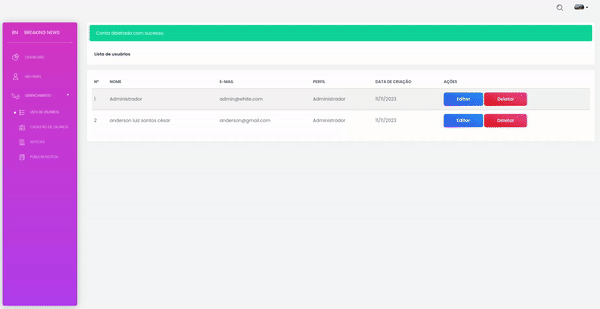 BN BREAKING NEWS
DASHBOARD
MEU PERFIL
GERENCIAMENTO
LISTA DE USUÁRIOS
CADASTRO DE USUÁRIOS
NOTÍCIAS
PUBLICAR NOTÍCIA
Conta deletada com sucesso.
Lista de usuários
Nº NOME E-MAIL PERFIL DATA DE CRIAÇÃO AÇÕES
1 Administrador admin@white.com Administrador 11/11/2023 Editar Deletar
2 anderson luiz santos césar anderson@gmail.com Administrador 11/11/2023 Editar Deletar